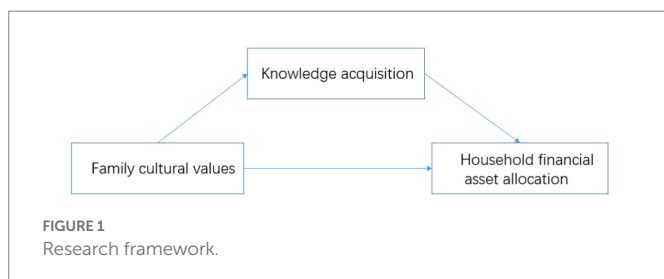 Knowledge acquisition
Family cultural values
Household financial
asset allocation
FIGURE 1
Research framework.